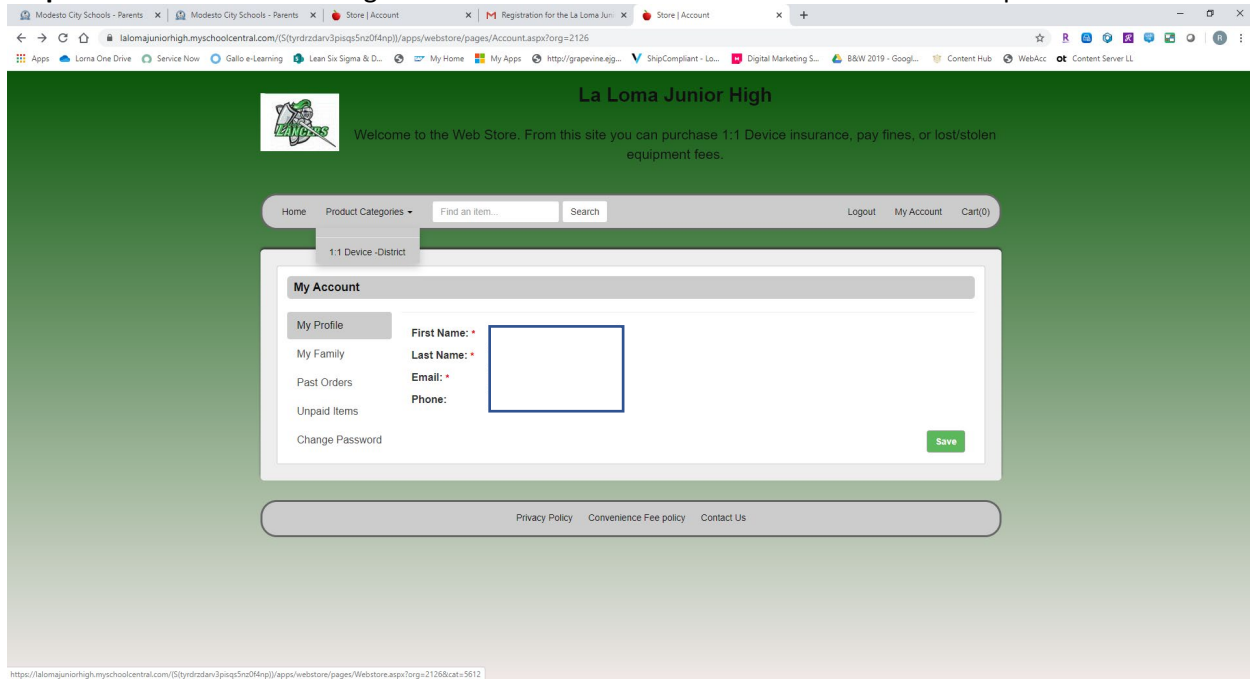 Modesto City Schools - Parents
Modesto City Schools - Parents
Store | Account
Registration for the La Loma Juni
Store | Account
lalomajuniorhigh.myschoolcentral.com/(S(tyrdrzdarv3pisqs5nz0f4np))/apps/webstore/pages/Account.aspx?org=2126
Apps Lorna One Drive Service Now Gallo e-Learning Lean Six Sigma & D... My Home My Apps http://grapevine.ejg... ShipCompliant - Lo... Digital Marketing S... B&W 2019 - Googl... Content Hub WebAcc Content Server LL
La Loma Junior High
LANCERS
Welcome to the Web Store. From this site you can purchase 1:1 Device insurance, pay fines, or lost/stolen
equipment fees.
Home Product Categories Find an item... Search Logout My Account Cart(0)
1:1 Device -District
My Account
My Profile
My Family
Past Orders
Unpaid Items
Change Password
First Name: *
Last Name: *
Email: *
Phone:
Save
Privacy Policy Convenience Fee policy Contact Us
https://lalomajuniorhigh.myschoolcentral.com/(S(tyrdrzdarv3pisqs5nz0f4np))/apps/webstore/pages/Webstore.aspx?org=2126&cat=5612